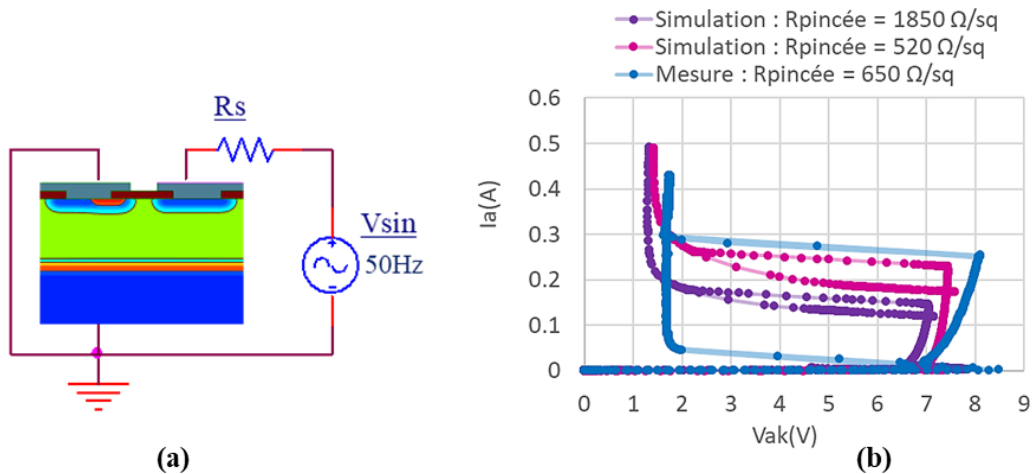 Rs
Vsin
50Hz
(a)
Simulation : Rpincée = 1850 Ω/sq
Simulation : Rpincée = 520 Ω/sq
Mesure : Rpincée = 650 Ω/sq
Ia(A)
0.6
0.5
0.4
0.3
0.2
0.1
0
0 1 2 3 4 5 6 7 8 9
Vak(V)
(b)